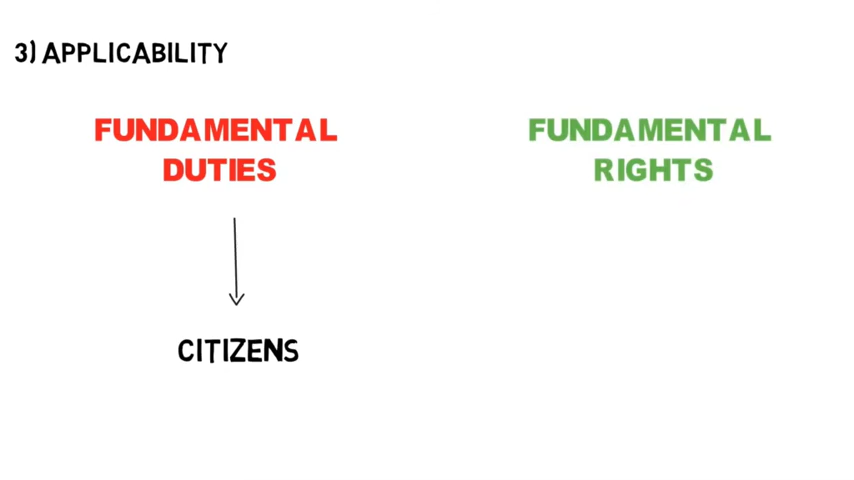 3) APPLICABILITY
FUNDAMENTAL
DUTIES
FUNDAMENTAL
RIGHTS
CITIZENS